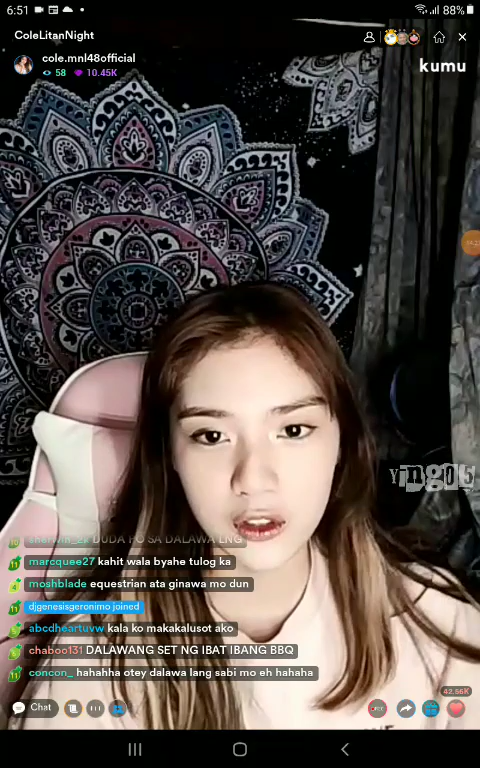 6:51
88%
ColeLitanNight
cole.mnl48official
58 10.45K
kumu
Ying05
DUDA PO SA DALAWA LNG
marcquee27 kahit wala byahe tulog ka
moshblade equestrian ata ginawa mo dun
djgenesisgeronimo joined
abcdheartuvw kala ko makakalusot ako
chaboo131 DALAWANG SET NG IBAT IBANG BBQ
concon_ hahahha otey dalawa lang sabi mo eh hahaha
42.56K
Chat